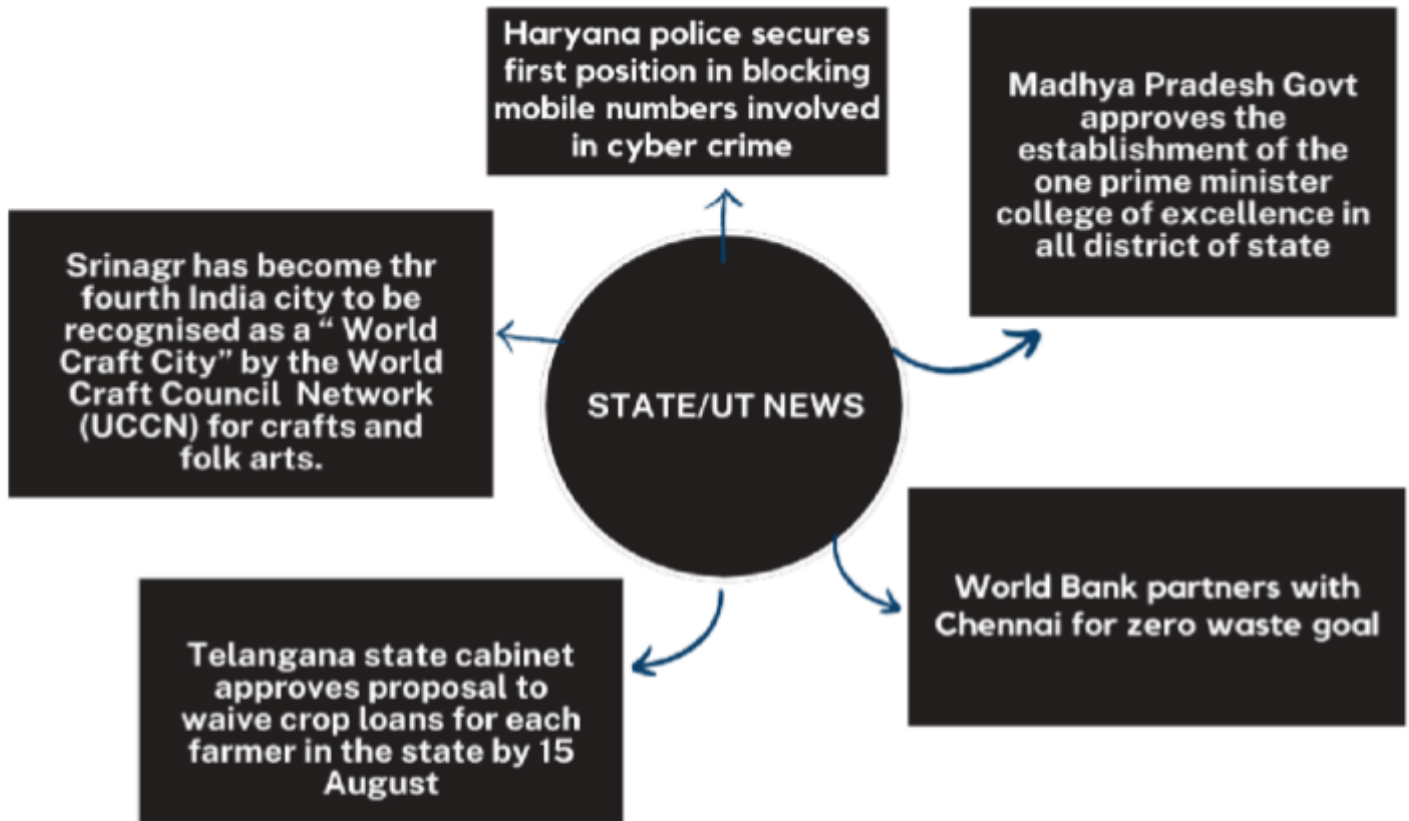 Haryana police secures
first position in blocking
mobile numbers involved
in cyber crime
Madhya Pradesh Govt
approves the
establishment of the
one prime minister
college of excellence in
all district of state
Srinagr has become thr
fourth India city to be
recognised as a “ World
Craft City” by the World
Craft Council Network
(UCCN) for crafts and
folk arts.
STATE/UT NEWS
World Bank partners with
Chennai for zero waste goal
Telangana state cabinet
approves proposal to
waive crop loans for each
farmer in the state by 15
August